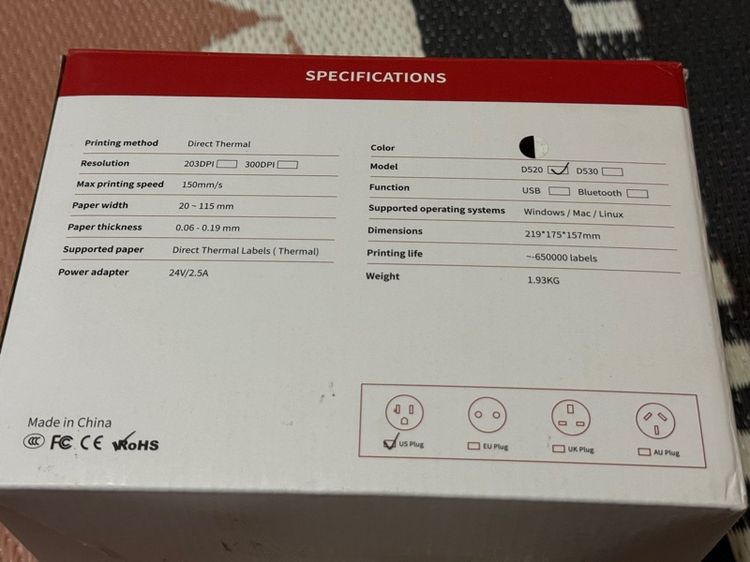 SPECIFICATIONS
Printing method Direct Thermal
Resolution 203DPI 300DPI
Max printing speed 150mm/s
Paper width 20 ~ 115 mm
Paper thickness 0.06 - 0.19 mm
Supported paper Direct Thermal Labels ( Thermal)
Power adapter 24V/2.5A
Color
Model D520 D530
Function USB Bluetooth
Supported operating systems Windows / Mac / Linux
Dimensions 219*175*157mm
Printing life ~-650000 labels
Weight 1.93KG
Made in China
CCC FC CE RoHS
US Plug EU Plug UK Plug AU Plug